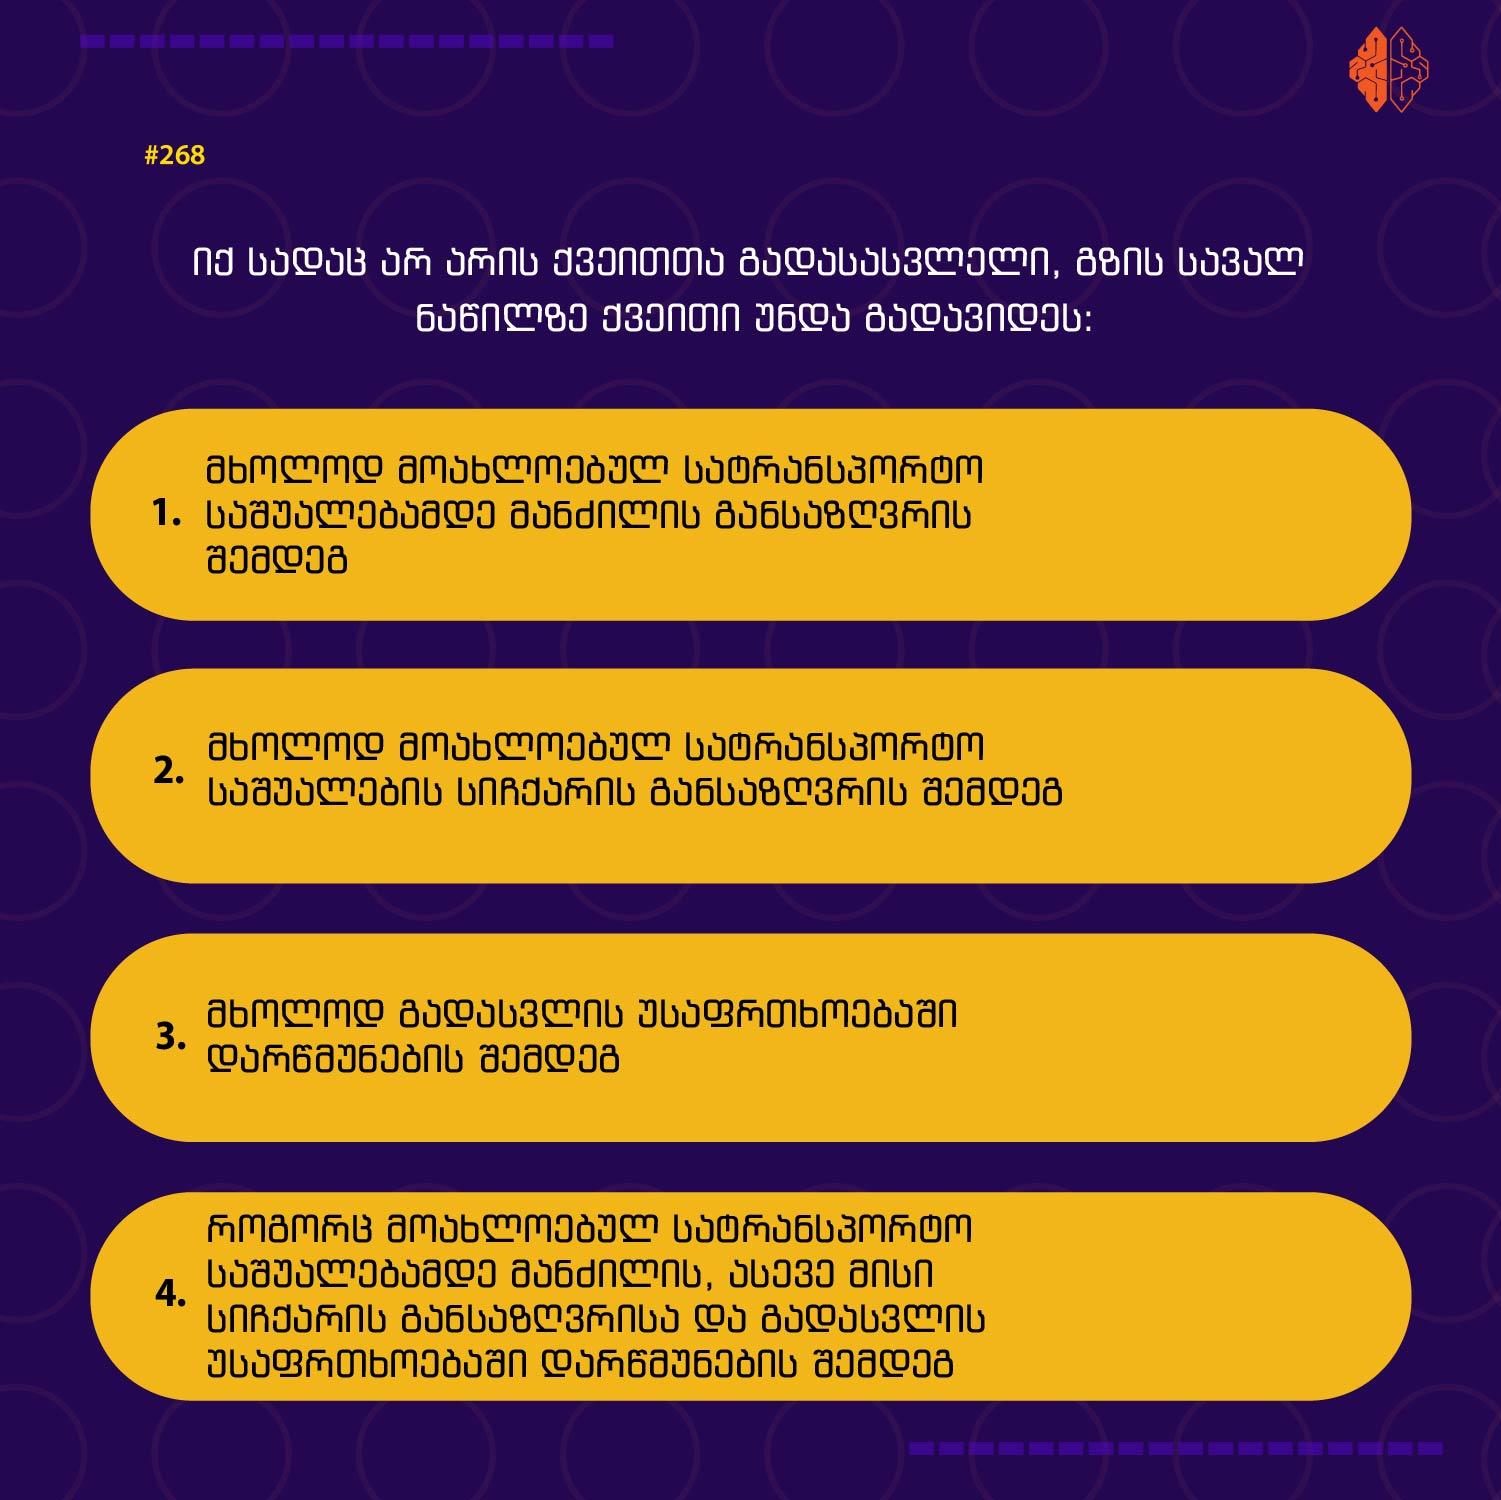 #268
იქ სადაც არ არის ქვეითთა გადასასვლელი, გზის სავალ
ნაწილზე ქვეითი უნდა გადავიდეს:
1. მხოლოდ მოახლოებულ სატრანსპორტო
საშუალებამდე მანძილის განსაზღვრის
შემდეგ
2. მხოლოდ მოახლოებულ სატრანსპორტო
საშუალების სიჩქარის განსაზღვრის შემდეგ
3. მხოლოდ გადასვლის უსაფრთხოებაში
დარწმუნების შემდეგ
4. როგორც მოახლოებულ სატრანსპორტო
საშუალებამდე მანძილის, ასევე მისი
სიჩქარის განსაზღვრისა და გადასვლის
უსაფრთხოებაში დარწმუნების შემდეგ